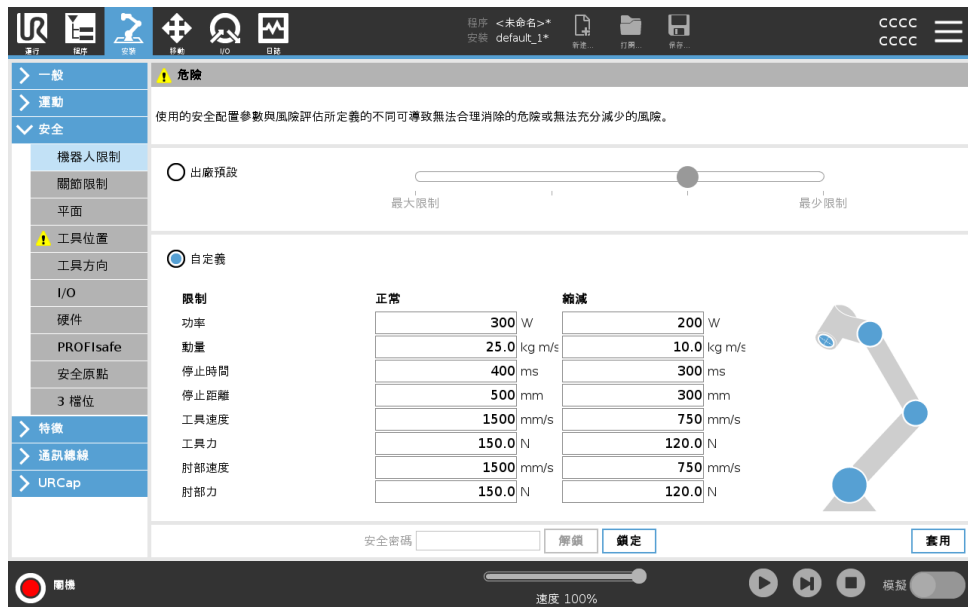 程序 <未命名>*
安裝 default_1*
CCCC
CCCC
運行
程序
安裝
移動
I/O
日誌
新建...
打開...
保存...
一般
運動
安全
機器人限制
關節限制
平面
工具位置
工具方向
I/O
硬件
PROFIsafe
安全原點
3 檔位
特徵
通訊總線
URCap
危險
使用的安全配置參數與風險評估所定義的不同可導致無法合理消除的危險或無法充分減少的風險。
出廠預設
最大限制
最少限制
自定義
限制 正常 縮減
功率 300 W 200 W
動量 25.0 kg m/s 10.0 kg m/s
停止時間 400 ms 300 ms
停止距離 500 mm 300 mm
工具速度 1500 mm/s 750 mm/s
工具力 150.0 N 120.0 N
肘部速度 1500 mm/s 750 mm/s
肘部力 150.0 N 120.0 N
安全密碼 解鎖 鎖定 套用
關機
速度 100%
模擬